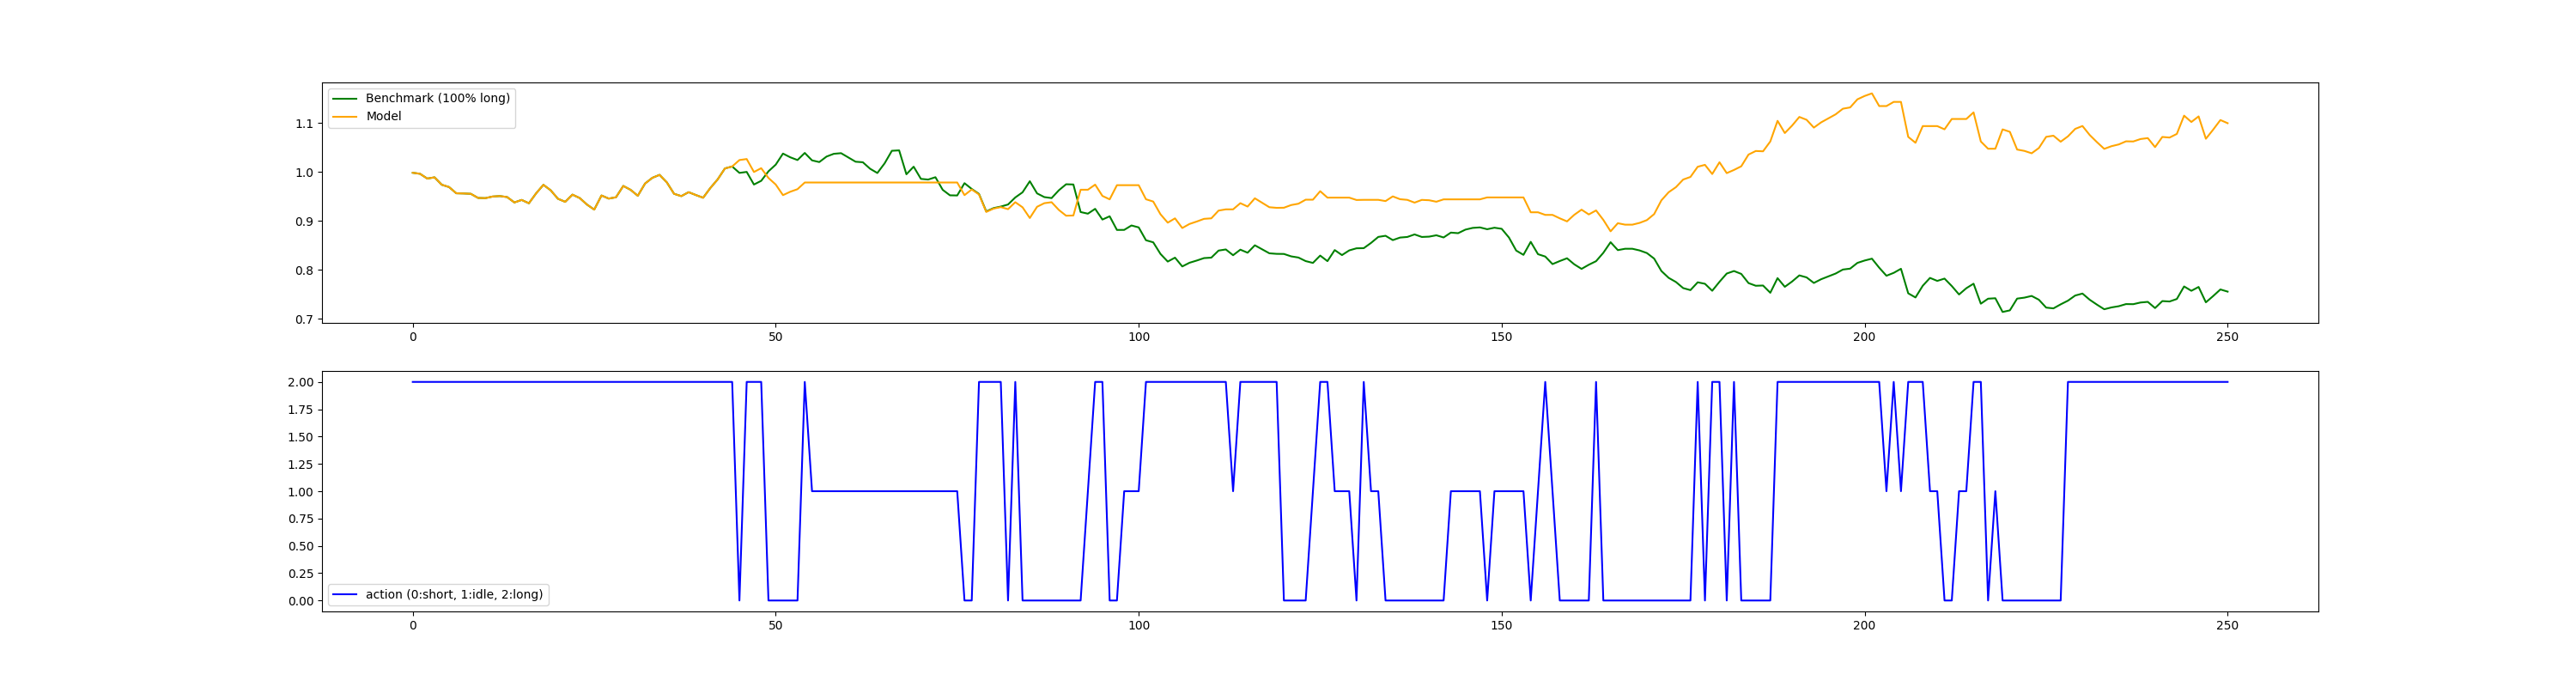 Benchmark (100% long)
Model
1.1
1.0
0.9
0.8
0.7
0 50 100 150 200 250
2.00
1.75
1.50
1.25
1.00
0.75
0.50
0.25
0.00
action (0:short, 1:idle, 2:long)
0 50 100 150 200 250